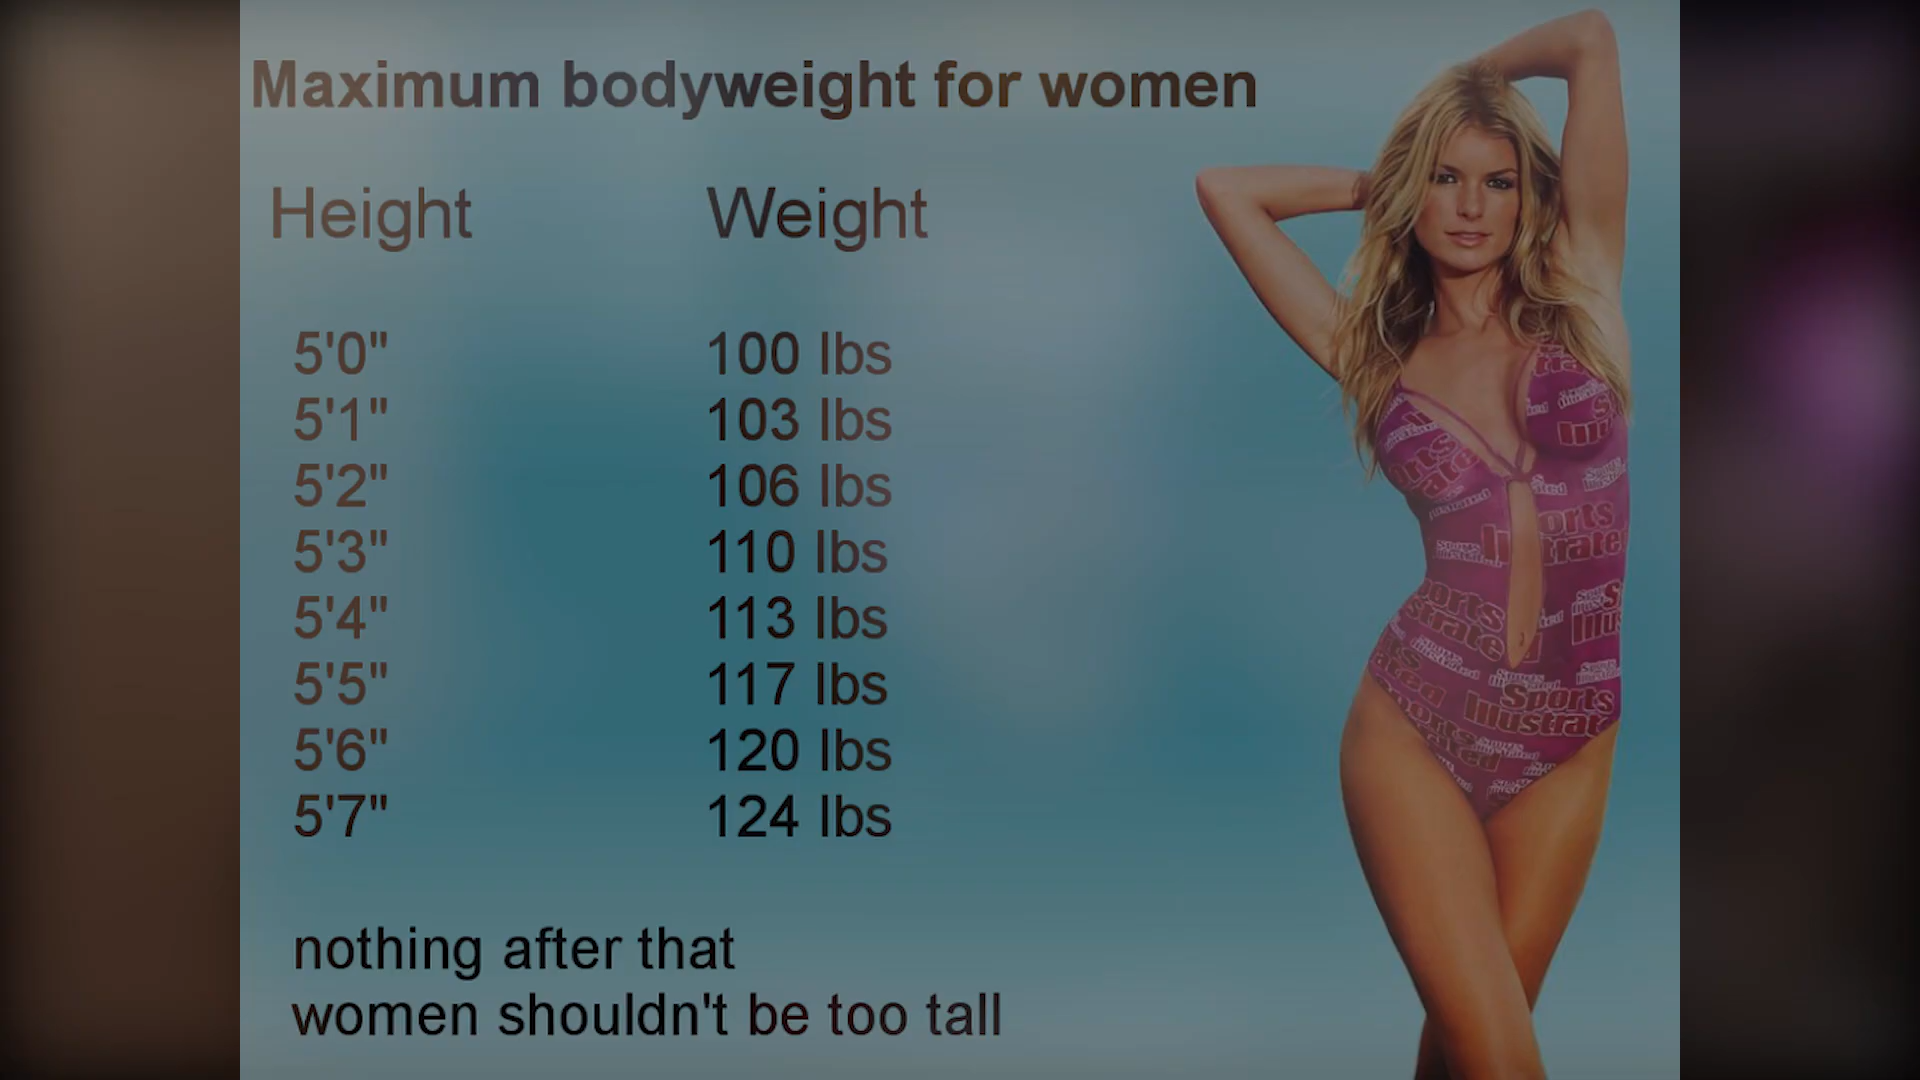 Maximum bodyweight for women
Height Weight
5'0" 100 lbs
5'1" 103 lbs
5'2" 106 lbs
5'3" 110 lbs
5'4" 113 lbs
5'5" 117 lbs
5'6" 120 lbs
5'7" 124 lbs
nothing after that
women shouldn't be too tall
Sports
Illustrated